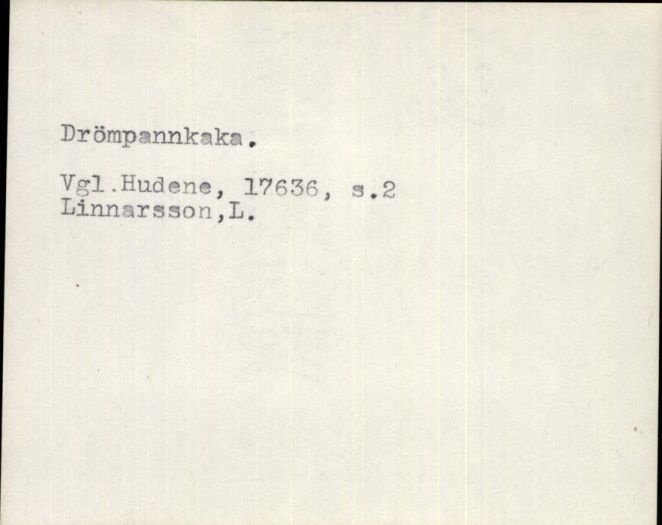 Drömpannkaka.
Vgl.Hudene, 17636, s.2
Linnarsson,L.